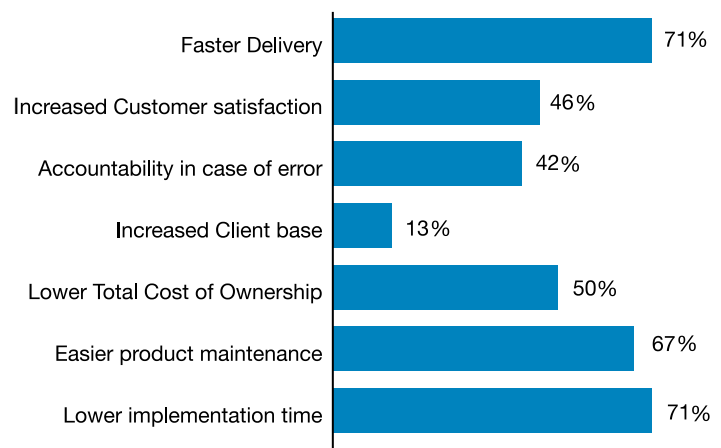 Faster Delivery 71%
Increased Customer satisfaction 46%
Accountability in case of error 42%
Increased Client base 13%
Lower Total Cost of Ownership 50%
Easier product maintenance 67%
Lower implementation time 71%